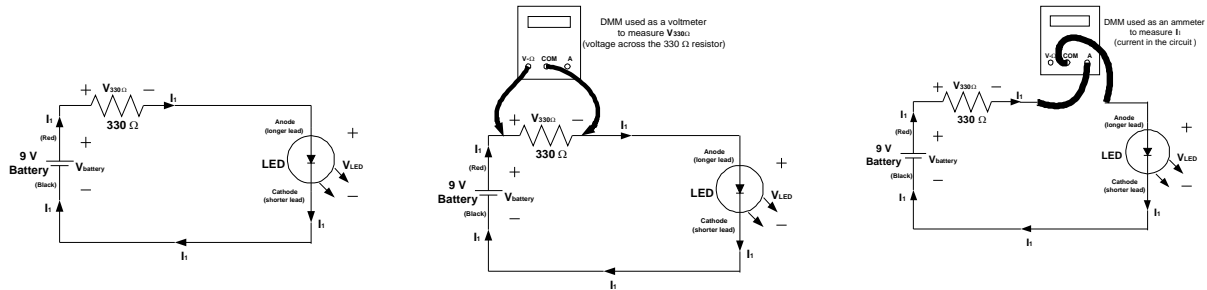 V330Ω
+
−
330 Ω
I1
I1
(Red)
+
9 V
Battery
Vbattery
(Black)
−
I1
Anode
(longer lead)
+
LED
VLED
Cathode
(shorter lead)
−
I1
I1
DMM used as a voltmeter
to measure V330Ω
(voltage across the 330 Ω resistor)
V-Ω COM A
V330Ω
+
−
330 Ω
I1
I1
(Red)
+
9 V
Battery
Vbattery
(Black)
−
I1
Anode
(longer lead)
+
LED
VLED
Cathode
(shorter lead)
−
I1
I1
DMM used as an ammeter
to measure I1
(current in the circuit )
V-Ω COM A
V330Ω
+
−
330 Ω
I1
I1
(Red)
+
9 V
Battery
Vbattery
(Black)
−
I1
Anode
(longer lead)
+
LED
VLED
Cathode
(shorter lead)
−
I1
I1